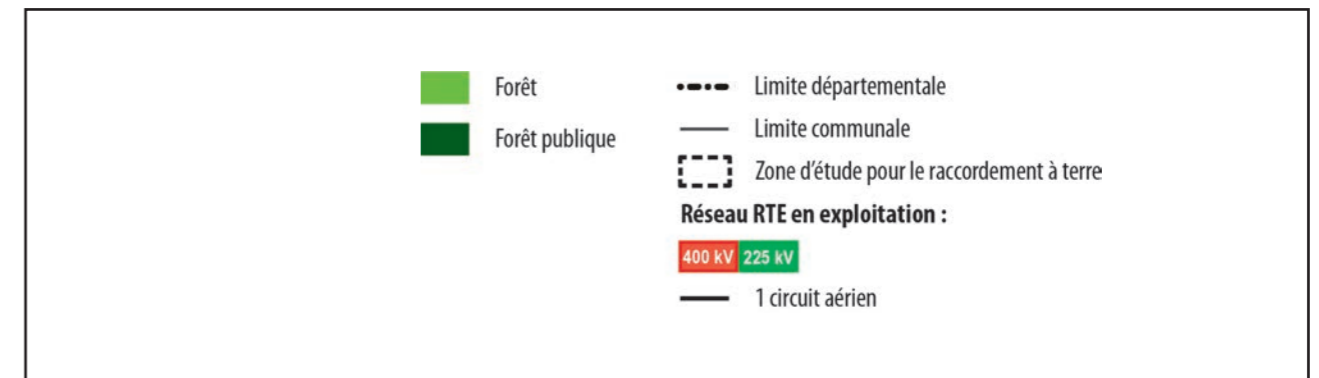 Forêt
Forêt publique
Limite départementale
Limite communale
Zone d'étude pour le raccordement à terre
Réseau RTE en exploitation :
400 kV 225 kV
1 circuit aérien